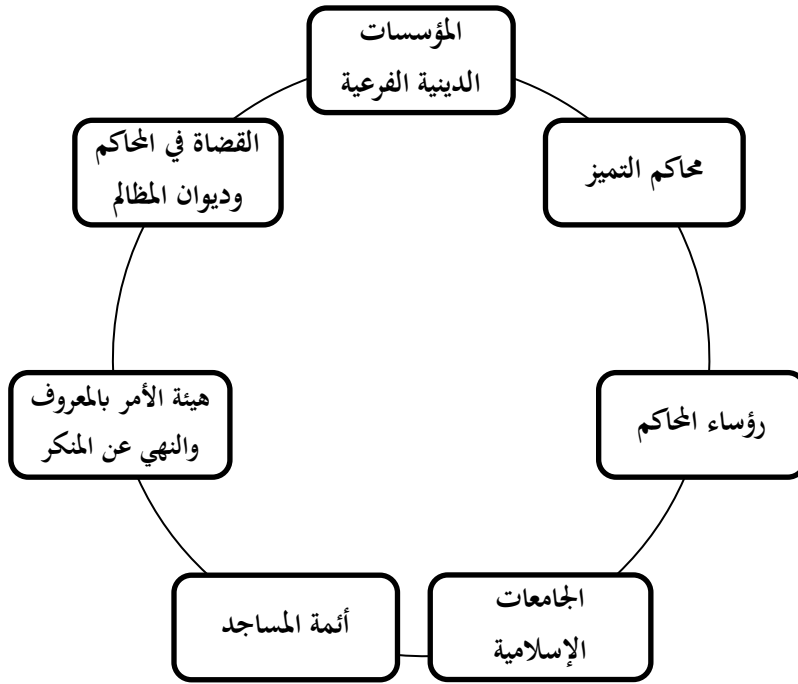 المؤسسات
الدينية الفرعية
محاكم التميز
رؤساء المحاكم
الجامعات
الإسلامية
أئمة المساجد
هيئة الأمر بالمعروف
والنهي عن المنكر
القضاة في المحاكم
وديوان المظالم